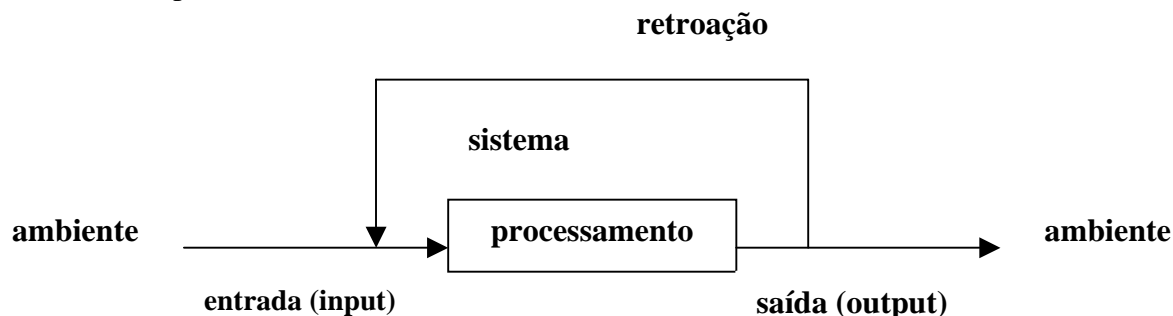 retroação
sistema
ambiente
processamento
ambiente
entrada (input)
saída (output)